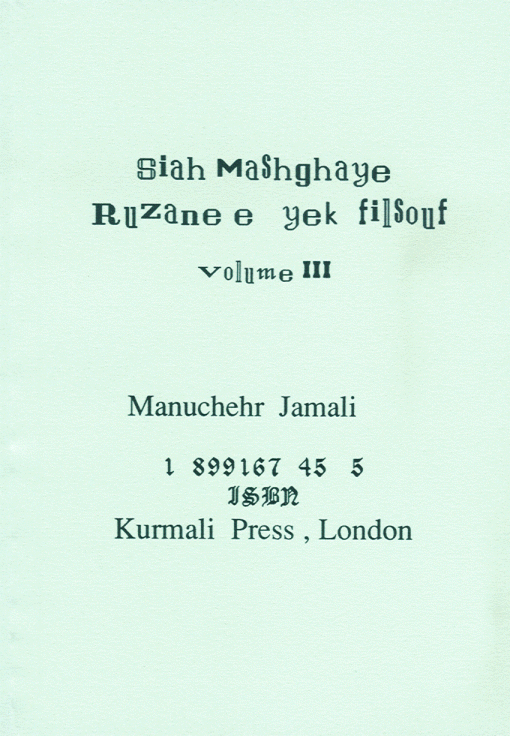 Siah Mashghaye
Ruzane e yek filsouf
Volume III
Manuchehr Jamali
1 899167 45 5
ISBN
Kurmali Press , London